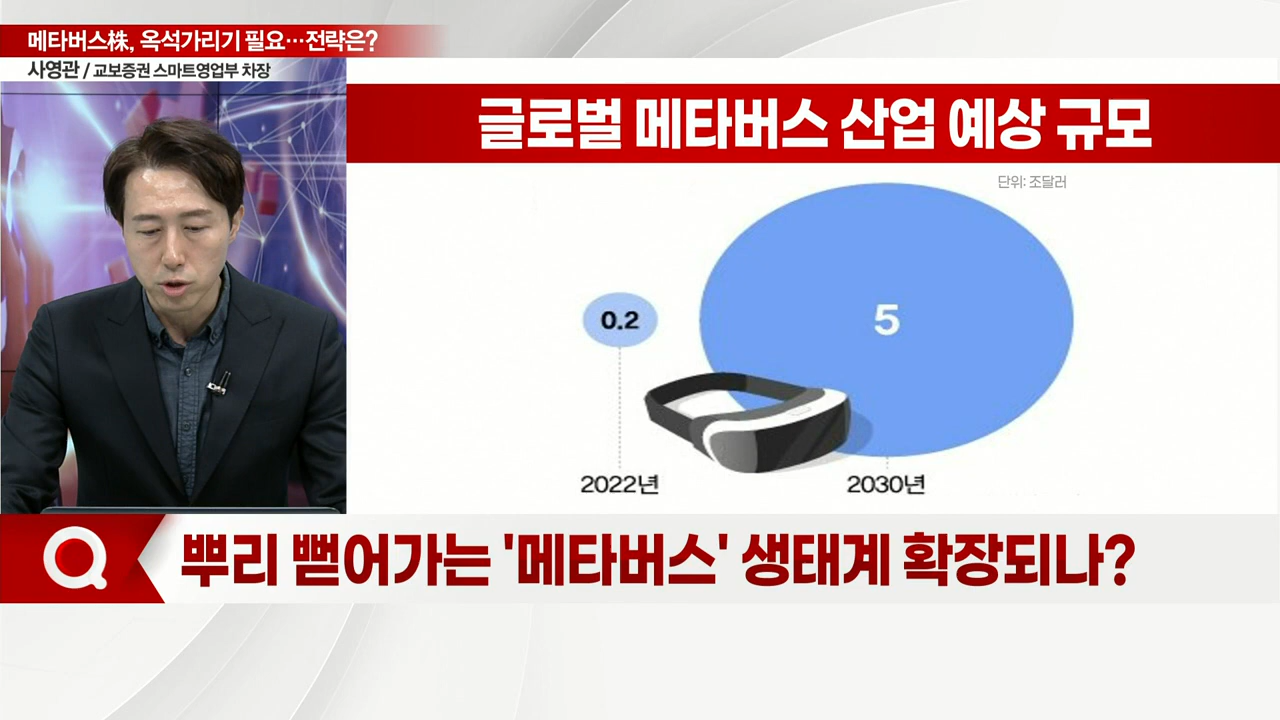 메타버스株, 옥석가리기 필요…전략은?
사영관 / 교보증권 스마트영업부 차장
글로벌 메타버스 산업 예상 규모
단위: 조달러
0.2
5
2022년
2030년
Q
뿌리 뻗어가는 '메타버스' 생태계 확장되나?